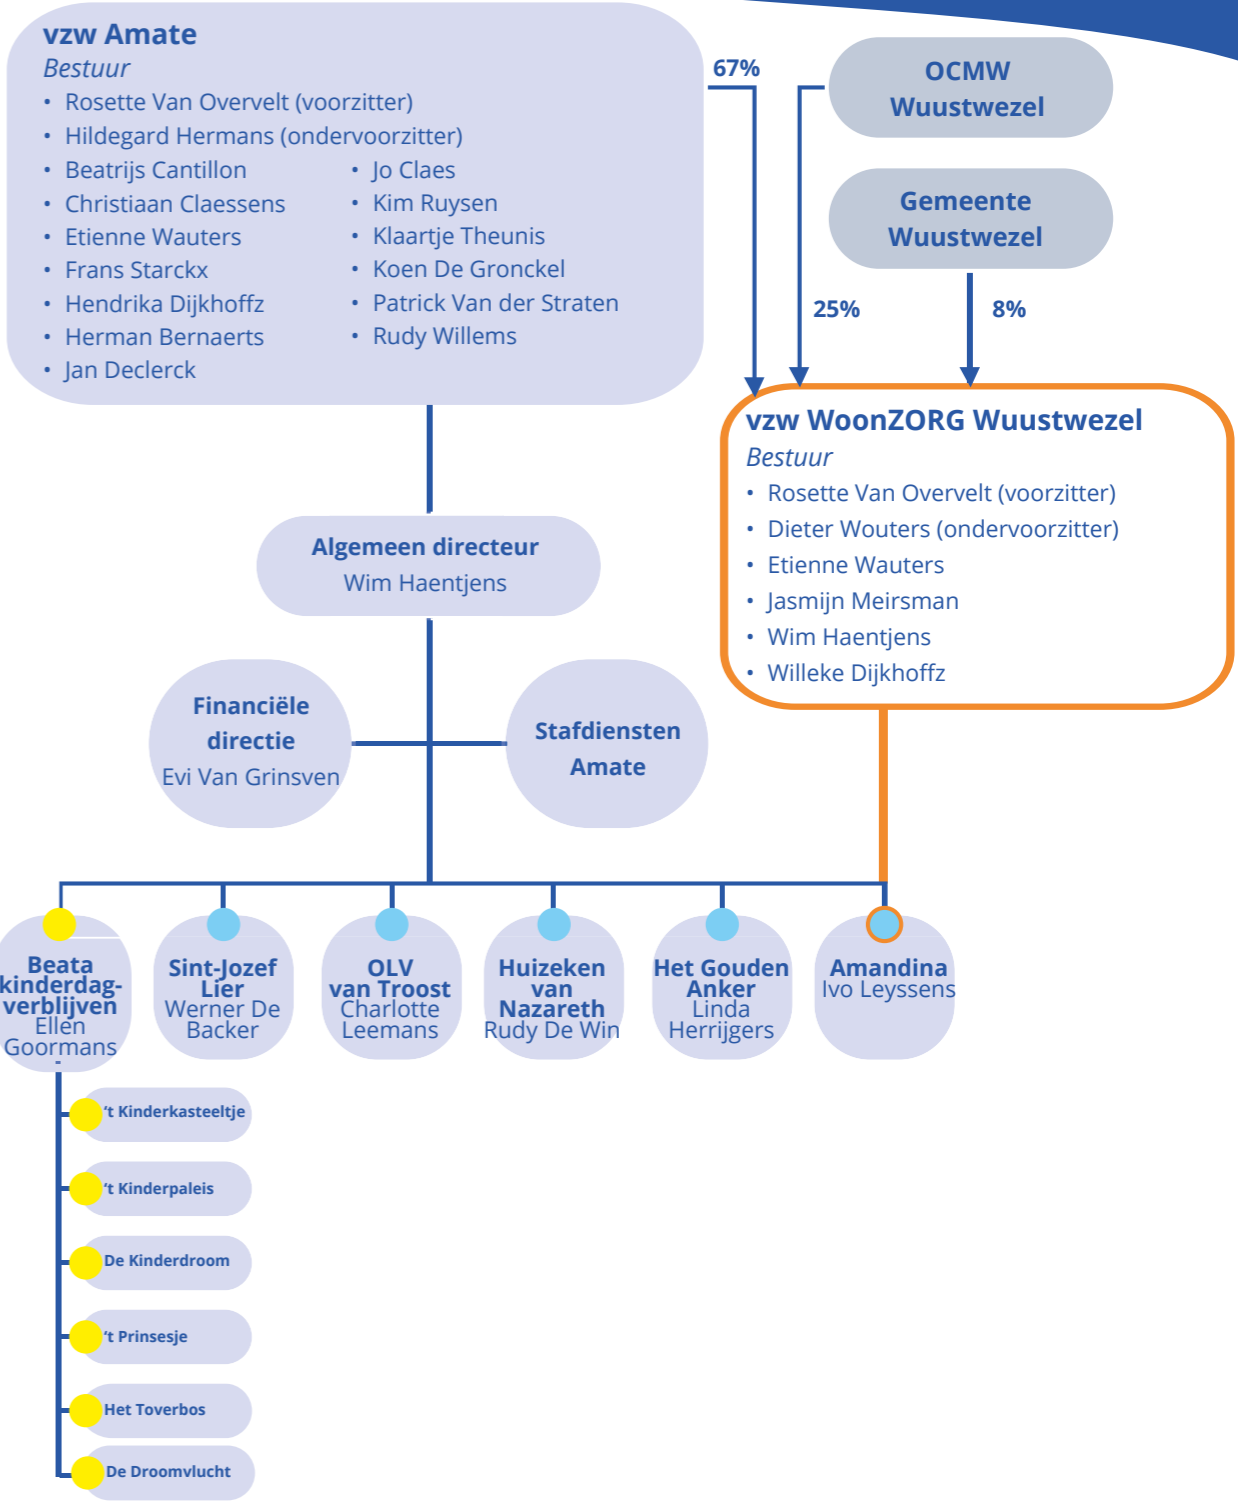 vzw Amate
Bestuur
• Rosette Van Overvelt (voorzitter)
• Hildegard Hermans (ondervoorzitter)
• Beatrijs Cantillon
• Christiaan Claessens
• Etienne Wauters
• Frans Starckx
• Hendrika Dijkhoffz
• Herman Bernaerts
• Jan Declerck
• Jo Claes
• Kim Ruysen
• Klaartje Theunis
• Koen De Gronckel
• Patrick Van der Straten
• Rudy Willems
67%
OCMW
Wuustwezel
Gemeente
Wuustwezel
25%
8%
vzw WoonZORG Wuustwezel
Bestuur
• Rosette Van Overvelt (voorzitter)
• Dieter Wouters (ondervoorzitter)
• Etienne Wauters
• Jasmijn Meirsman
• Wim Haentjens
• Willeke Dijkhoffz
Algemeen directeur
Wim Haentjens
Financiële
directie
Evi Van Grinsven
Stafdiensten
Amate
Beata
kinderdag-
verblijven
Ellen
Goormans
Sint-Jozef
Lier
Werner De
Backer
OLV
van Troost
Charlotte
Leemans
Huizeken
van
Nazareth
Rudy De Win
Het Gouden
Anker
Linda
Herrijgers
Amandina
Ivo Leyssens
‘t Kinderkasteeltje
‘t Kinderpaleis
De Kinderdroom
‘t Prinsesje
Het Toverbos
De Droomvlucht